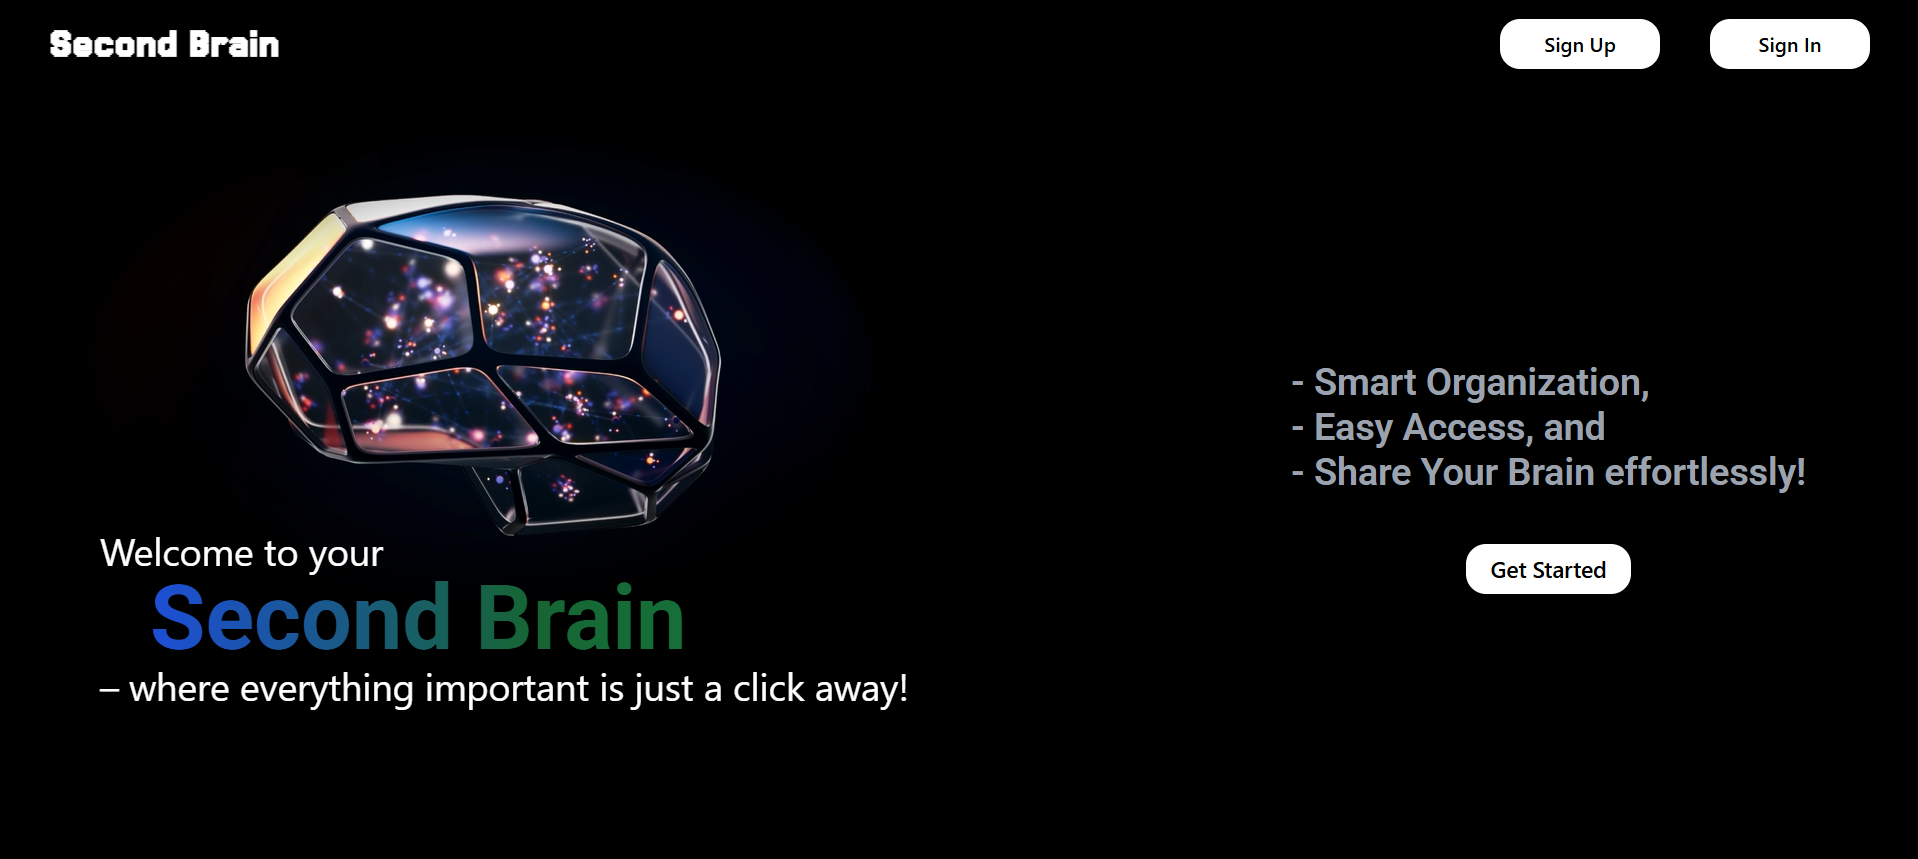 Second Brain
Sign Up
Sign In
Welcome to your
Second Brain
– where everything important is just a click away!
- Smart Organization,
- Easy Access, and
- Share Your Brain effortlessly!
Get Started